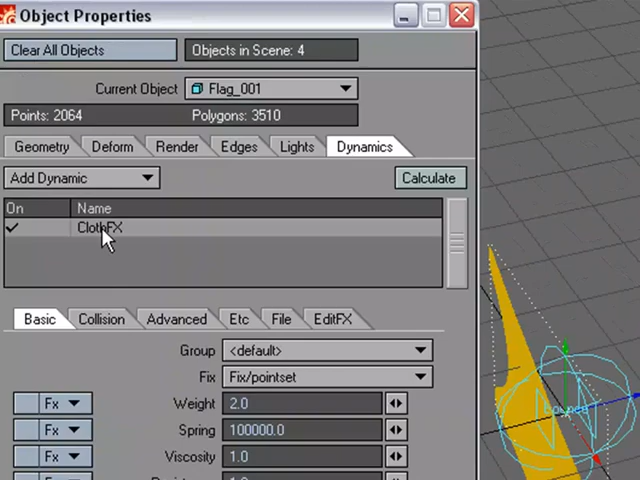 Object Properties
Clear All Objects
Objects in Scene: 4
Current Object
Flag_001
Points: 2064
Polygons: 3510
Geometry
Deform
Render
Edges
Lights
Dynamics
Add Dynamic
Calculate
On
Name
ClothFX
Basic
Collision
Advanced
Etc
File
EditFX
Group
<default>
Fix
Fix/pointset
Fx
Weight
2.0
Fx
Spring
100000.0
Fx
Viscosity
1.0